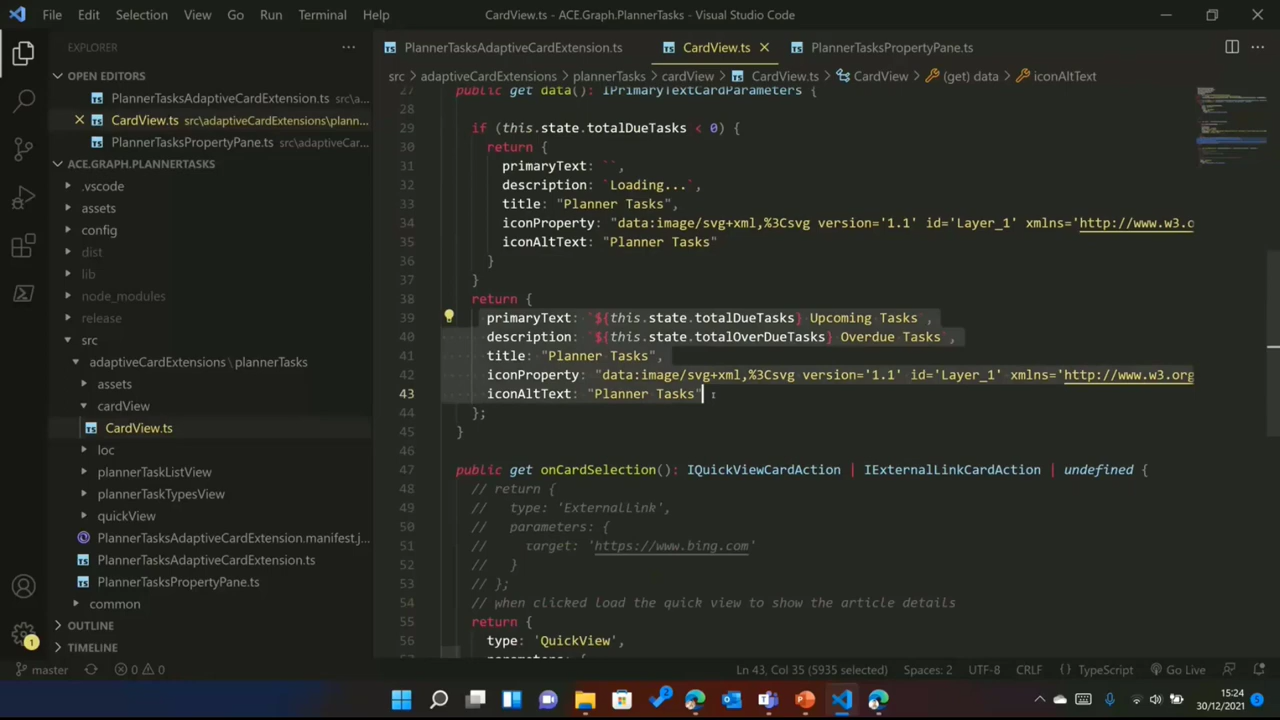 File Edit Selection View Go Run Terminal Help CardView.ts - ACE.Graph.PlannerTasks - Visual Studio Code
EXPLORER
OPEN EDITORS
PlannerTasksAdaptiveCardExtension.ts src\a...
CardView.ts src\adaptiveCardExtensions\plann...
PlannerTasksPropertyPane.ts src\adaptiveCar...
ACE.GRAPH.PLANNERTASKS
.vscode
assets
config
dist
lib
node_modules
release
src
adaptiveCardExtensions \ plannerTasks
assets
cardView
CardView.ts
loc
plannerTaskListView
plannerTaskTypesView
quickView
PlannerTasksAdaptiveCardExtension.manifest.j...
PlannerTasksAdaptiveCardExtension.ts
PlannerTasksPropertyPane.ts
common
OUTLINE
TIMELINE
PlannerTasksAdaptiveCardExtension.ts CardView.ts PlannerTasksPropertyPane.ts
src > adaptiveCardExtensions > plannerTasks > cardView > CardView.ts > CardView > (get) data > iconAltText
27 public get data(): IPrimaryTextCardParameters {
28
29 if (this.state.totalDueTasks < 0) {
30 return {
31 primaryText: ``,
32 description: `Loading...`,
33 title: "Planner Tasks",
34 iconProperty: "data:image/svg+xml,%3Csvg version='1.1' id='Layer_1' xmlns='http://www.w3.o
35 iconAltText: "Planner Tasks"
36 }
37 }
38 return {
39 primaryText: `${this.state.totalDueTasks} Upcoming Tasks`,
40 description: `${this.state.totalOverDueTasks} Overdue Tasks`,
41 title: "Planner Tasks",
42 iconProperty: "data:image/svg+xml,%3Csvg version='1.1' id='Layer_1' xmlns='http://www.w3.org
43 iconAltText: "Planner Tasks"
44 };
45 }
46
47 public get onCardSelection(): IQuickViewCardAction | IExternalLinkCardAction | undefined {
48 // return {
49 // type: 'ExternalLink',
50 // parameters: {
51 // target: 'https://www.bing.com'
52 // }
53 // };
54 // when clicked load the quick view to show the article details
55 return {
56 type: 'QuickView',
parameters: {
master 0 0 Ln 43, Col 35 (5935 selected) Spaces: 2 UTF-8 CRLF {} TypeScript Go Live
15:24
30/12/2021